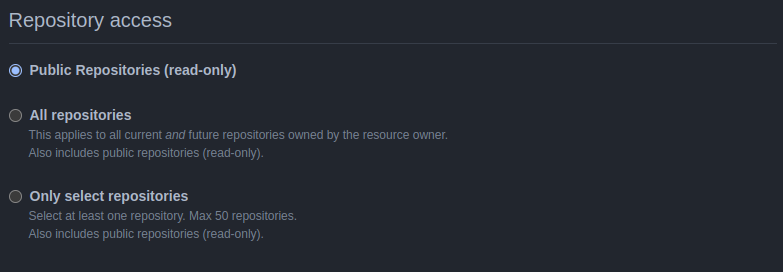 Repository access
Public Repositories (read-only)
All repositories
This applies to all current and future repositories owned by the resource owner.
Also includes public repositories (read-only).
Only select repositories
Select at least one repository. Max 50 repositories.
Also includes public repositories (read-only).